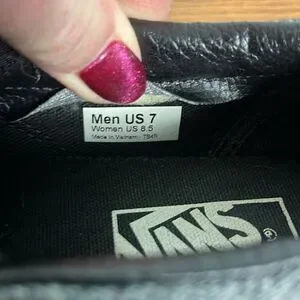 Men US 7
Women US 8.5
Made in Vietnam - 
VANS
®